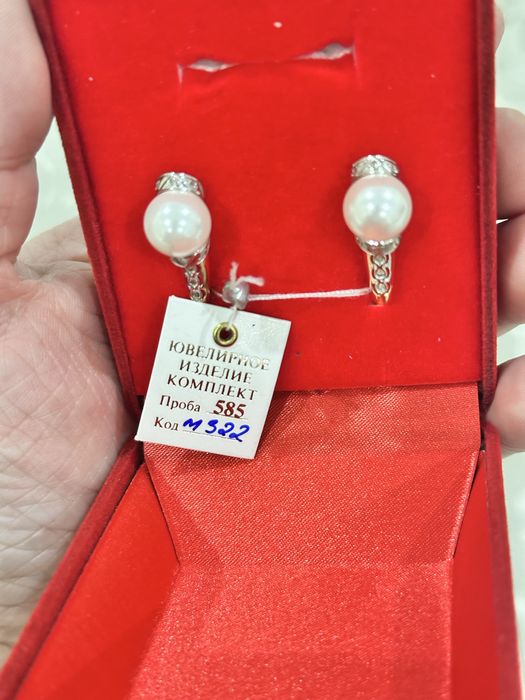 ЮВЕЛИРНОЕ
ИЗДЕЛИЕ
КОМПЛЕКТ
Проба 585
Код м 322